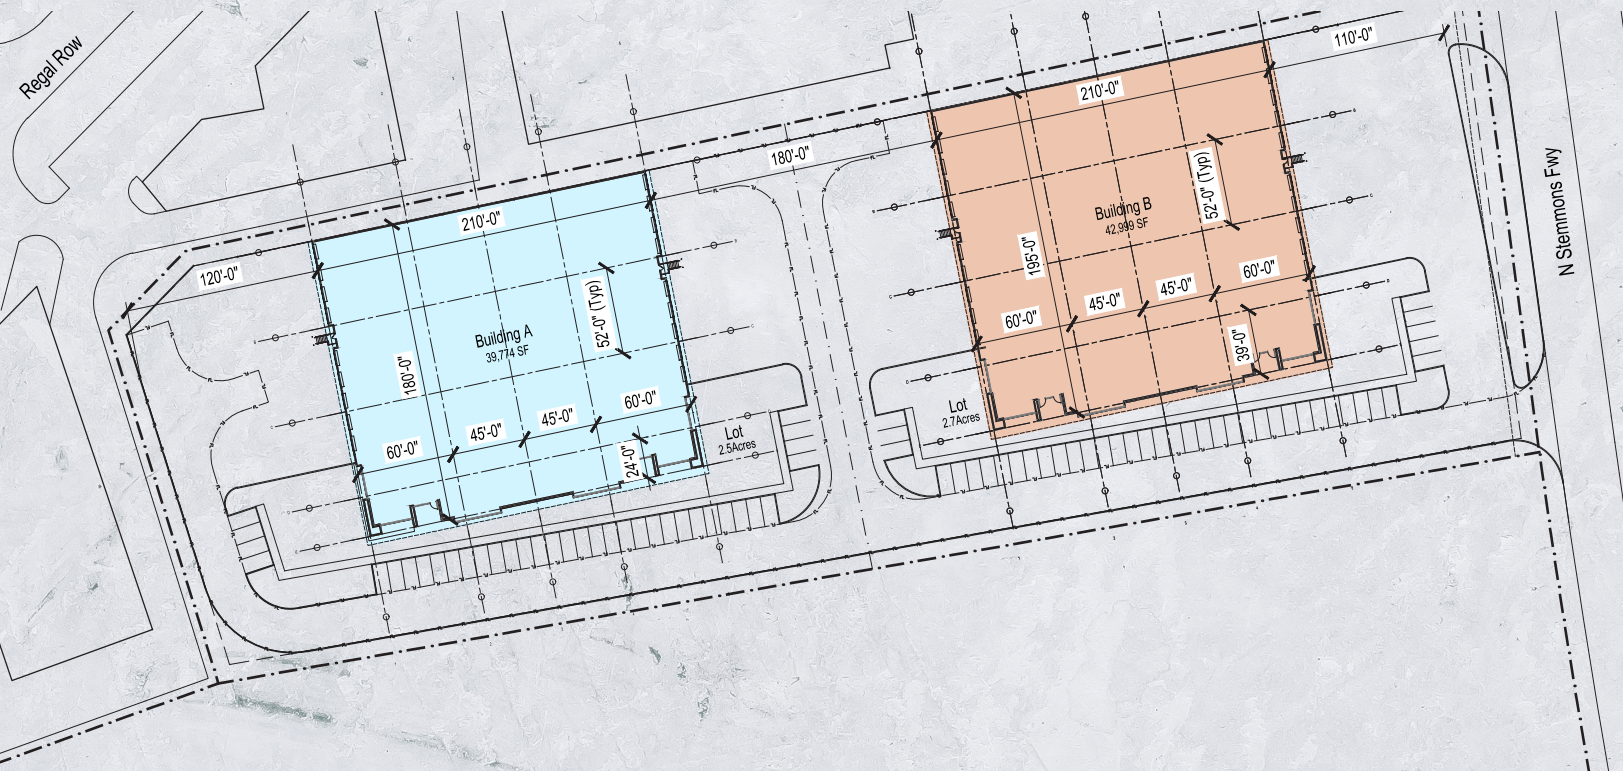 Regal Row
110'-0"
210'-0"
180'-0"
N Stemmons Fwy
52'-0" (Typ)
210'-0"
Building B
42,999 SF
195'-0"
120'-0"
60'-0"
45'-0"
45'-0"
60'-0"
52'-0" (Typ)
Building A
39,774 SF
39'-0"
180'-0"
Lot
2.7Acres
60'-0"
45'-0"
45'-0"
60'-0"
Lot
2.5Acres
24'-0"